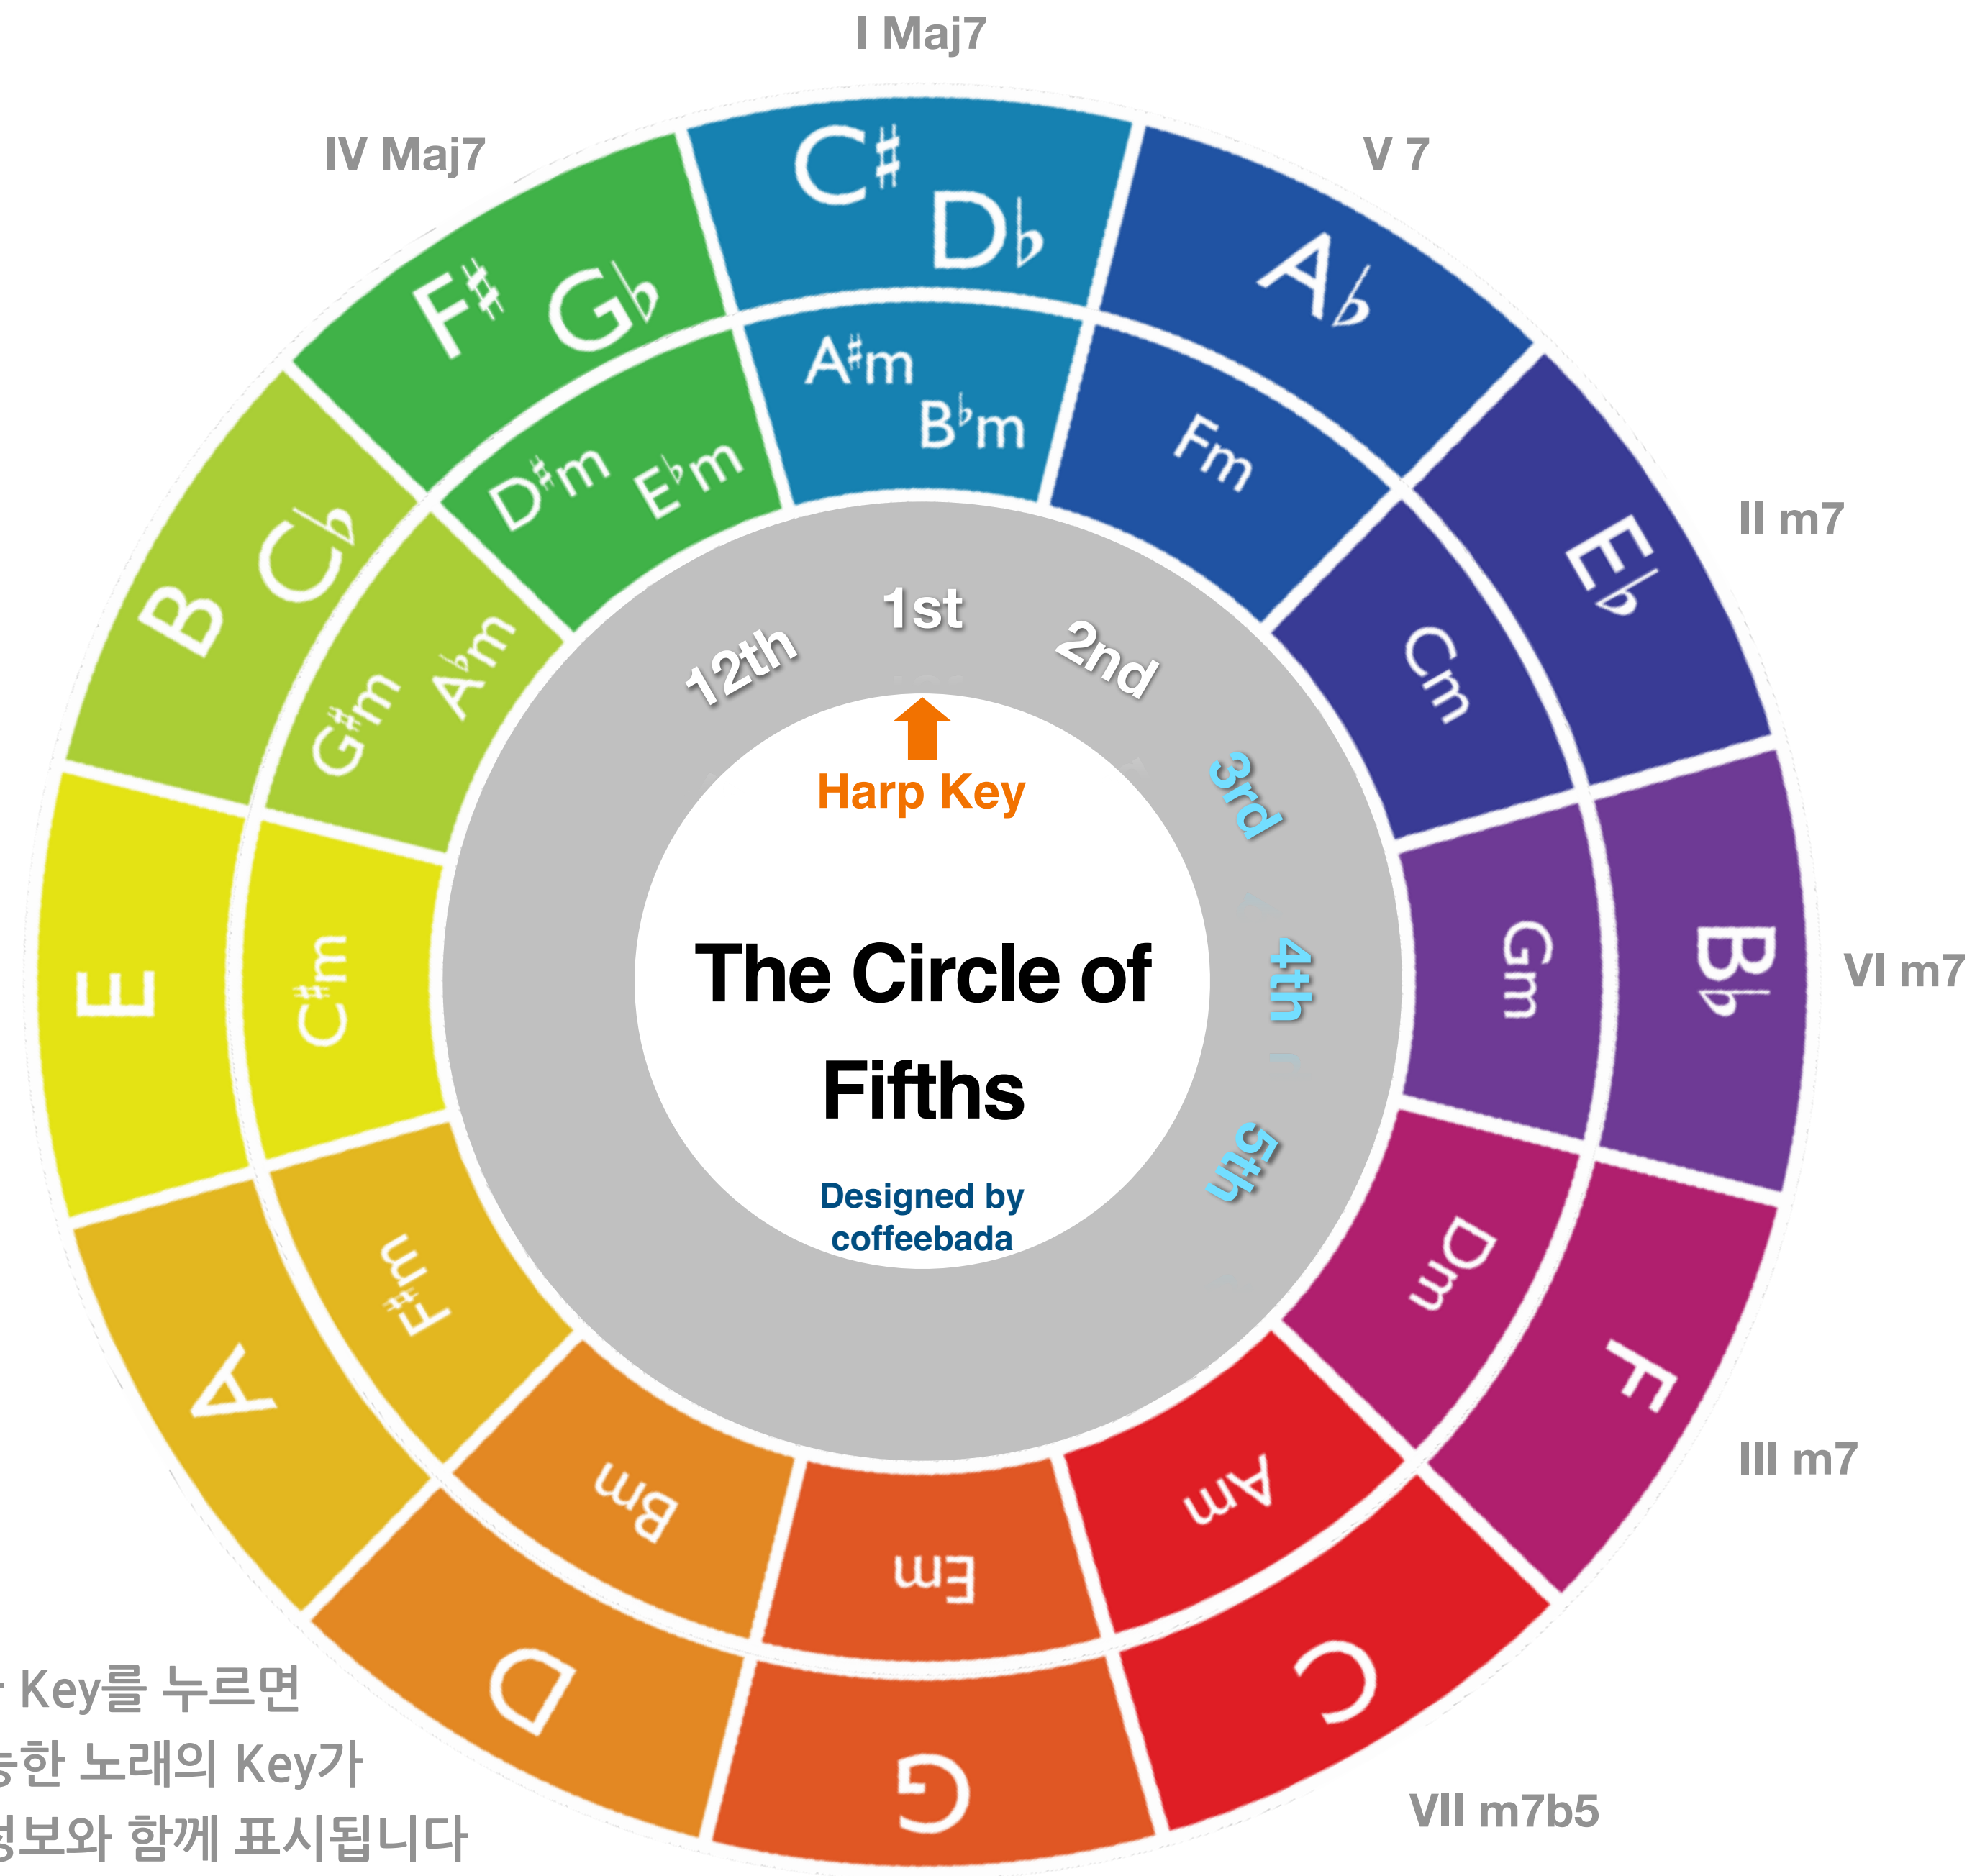 I Maj7
IV Maj7
V 7
C♯
D♭
A♭
F♯ G♭
A♯m
B♭m
Fm
D♯m E♭m
II m7
E♭
B C♭
Cm
G♯m A♭m
1st
12th
2nd
3rd
Harp Key
E
C♯m
The Circle of
Fifths
4th
Gm
B♭
VI m7
5th
Designed by
coffeebada
F♯m
Dm
A
F
III m7
Bm
Em
Am
D
G
C
VII m7b5
Key를 누르면
노래의 Key가
함께 표시됩니다